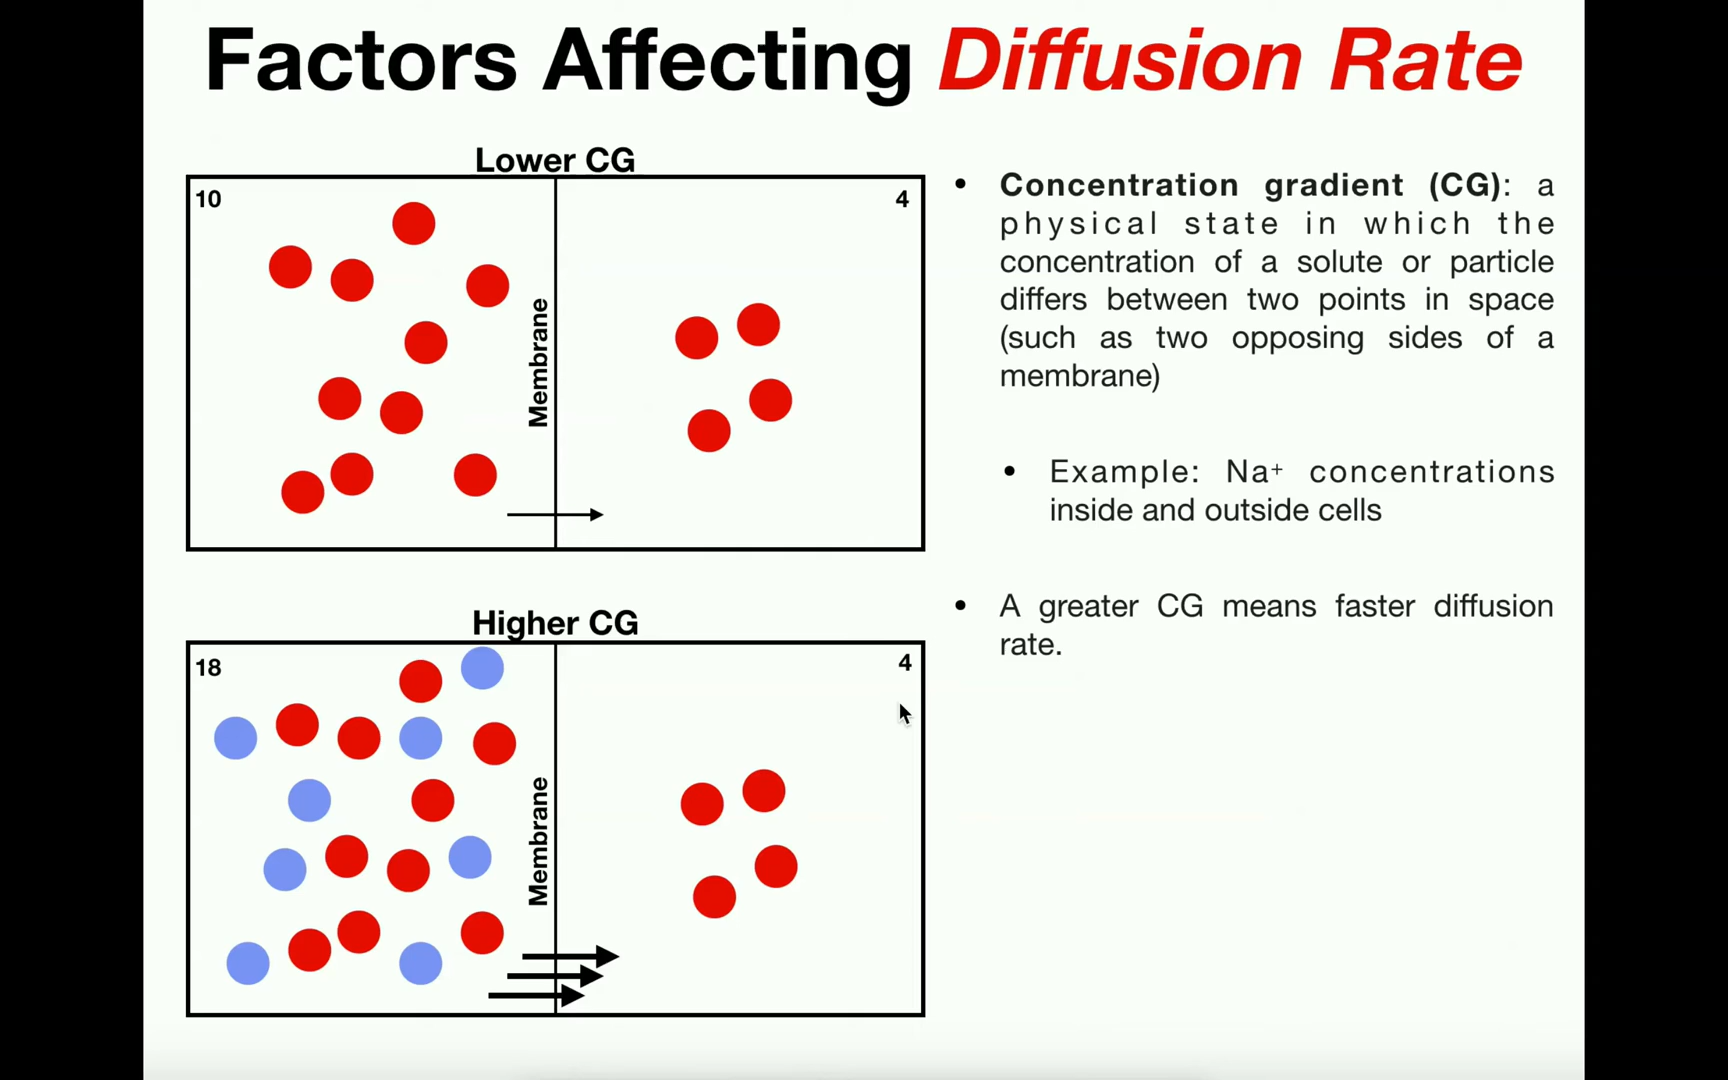 Factors Affecting Diffusion Rate
Lower CG
10
4
Membrane
Higher CG
18
4
Membrane
• Concentration gradient (CG): a
physical state in which the
concentration of a solute or particle
differs between two points in space
(such as two opposing sides of a
membrane)
• Example: Na⁺ concentrations
inside and outside cells
• A greater CG means faster diffusion
rate.